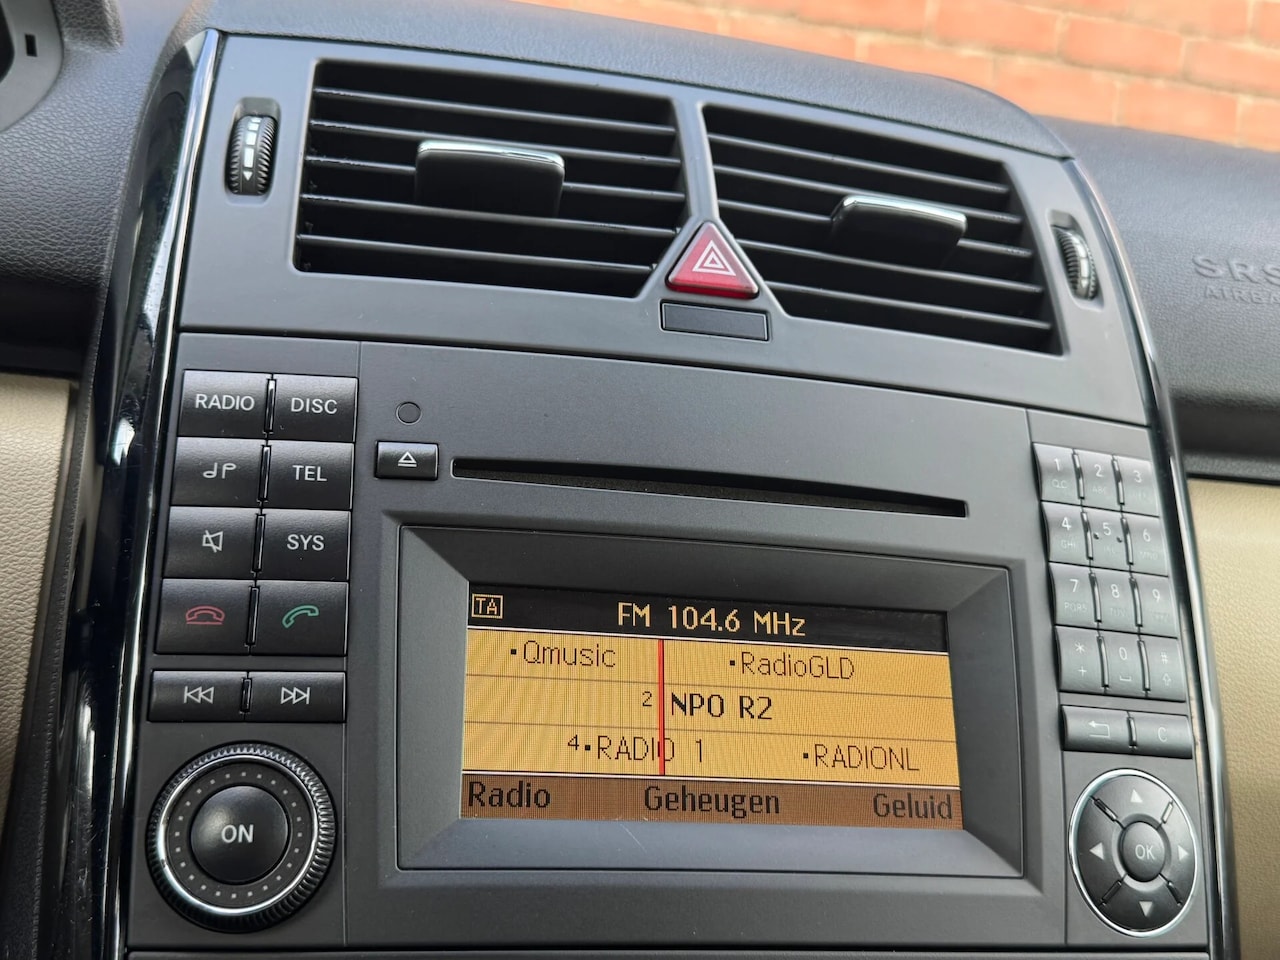 SRS
RADIO DISC
TEL
SYS
ON
TA FM 104.6 MHz
Qmusic RadioGLD
2 NPO R2
4 RADIO 1 RADIONL
Radio Geheugen Geluid
1 2 3
4 5 6
7 8 9
* 0 #
+
C
OK